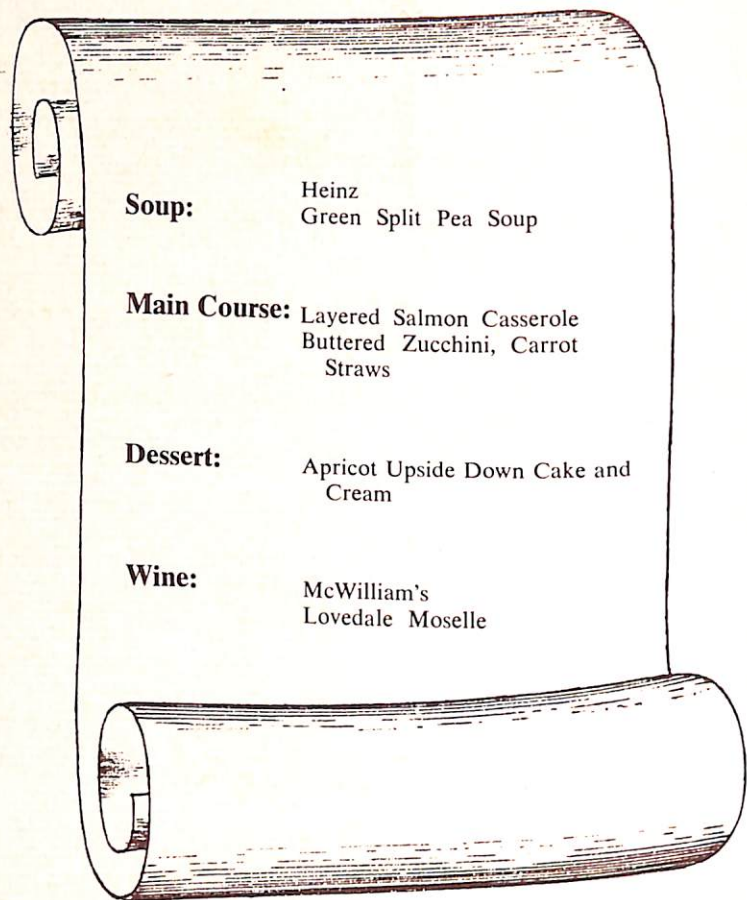 Soup:
Heinz
Green Split Pea Soup
Main Course:
Layered Salmon Casserole
Buttered Zucchini, Carrot
Straws
Dessert:
Apricot Upside Down Cake and
Cream
Wine:
McWilliam's
Lovedale Moselle